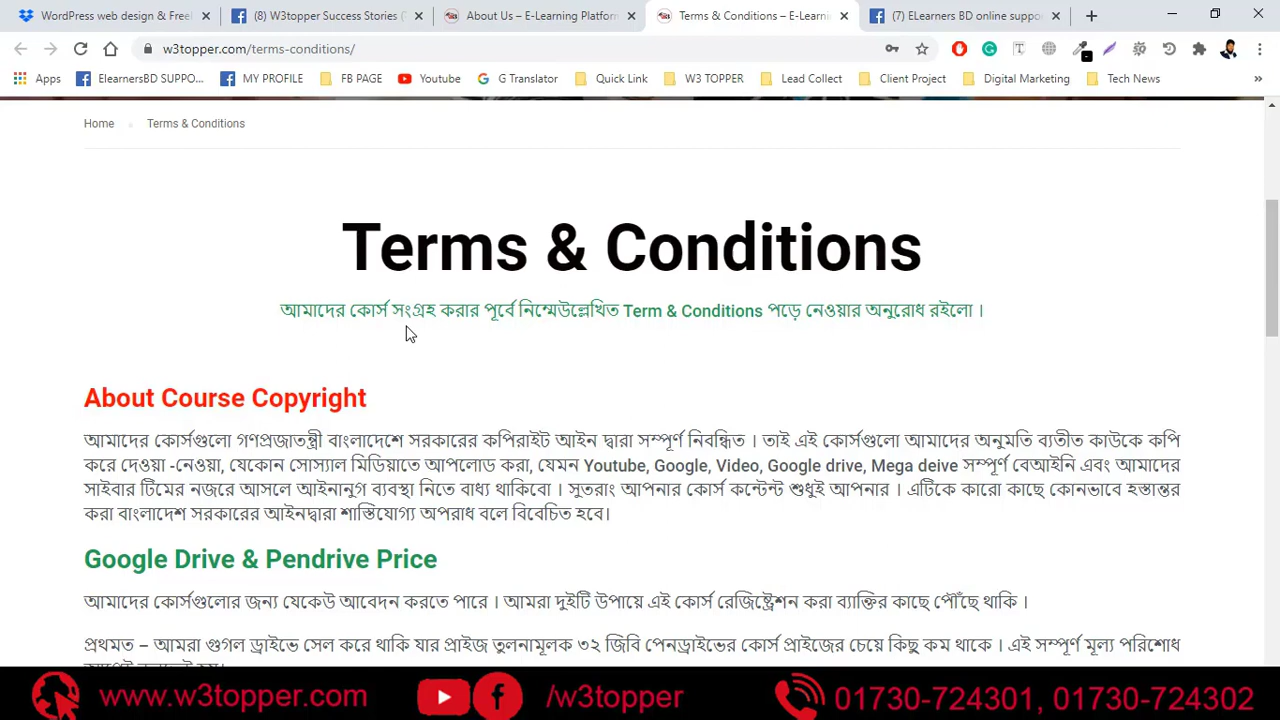 WordPress web design & Freel
(8) W3topper Success Stories (
About Us – E-Learning Platform
Terms & Conditions – E-Learnin
(7) ELearners BD online suppo
w3topper.com/terms-conditions/
Apps
ElearnersBD SUPPO...
MY PROFILE
FB PAGE
Youtube
G Translator
Quick Link
W3 TOPPER
Lead Collect
Client Project
Digital Marketing
Tech News
Home
Terms & Conditions
Terms & Conditions
আমাদের কোর্স সংগ্রহ করার পূর্বে নিম্মেউল্লেখিত Term & Conditions পড়ে নেওয়ার অনুরোধ রইলো ।
About Course Copyright
আমাদের কোর্সগুলো গণপ্রজাতন্ত্রী বাংলাদেশে সরকারের কপিরাইট আইন দ্বারা সম্পূর্ণ নিবন্ধিত । তাই এই কোর্সগুলো আমাদের অনুমতি ব্যতীত কাউকে কপি
করে দেওয়া -নেওয়া, যেকোন সোস্যাল মিডিয়াতে আপলোড করা, যেমন Youtube, Google, Video, Google drive, Mega deive সম্পূর্ণ বেআইনি এবং আমাদের
সাইবার টিমের নজরে আসলে আইনানুগ ব্যবস্থা নিতে বাধ্য থাকিবো । সুতরাং আপনার কোর্স কন্টেন্ট শুধুই আপনার । এটিকে কারো কাছে কোনভাবে হস্তান্তর
করা বাংলাদেশ সরকারের আইনদ্বারা শাস্তিযোগ্য অপরাধ বলে বিবেচিত হবে।
Google Drive & Pendrive Price
আমাদের কোর্সগুলোর জন্য যেকেউ আবেদন করতে পারে । আমরা দুইটি উপায়ে এই কোর্স রেজিষ্ট্রেশন করা ব্যাক্তির কাছে পৌঁছে থাকি ।
প্রথমত – আমরা গুগল ড্রাইভে সেল করে থাকি যার প্রাইজ তুলনামূলক ৩২ জিবি পেনড্রাইভের কোর্স প্রাইজের চেয়ে কিছু কম থাকে । এই সম্পূর্ণ মূল্য পরিশোধ
www.w3topper.com
/w3topper
01730-724301, 01730-724302